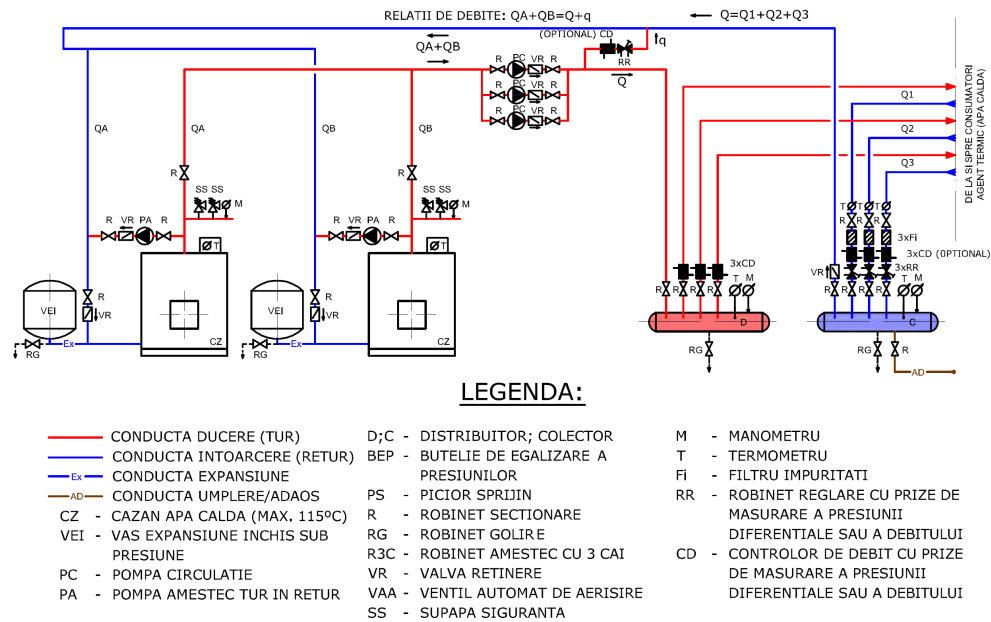 RELATII DE DEBITE: QA+QB=Q+q
Q=Q1+Q2+Q3
(OPTIONAL) CD
q
QA+QB
RR
R PC VR R
Q
PC
PC
R VR R
QA
QA
QB
QB
Q1
Q2
Q3
DE LA SI SPRE CONSUMATORI
AGENT TERMIC (APA CALDA)
R
R
SS SS M
SS SS M
R VR PA R
R VR PA R
T
T
T T T
R R R
3xFi
3xCD (OPTIONAL)
3xRR
3xCD
T M
T M
VR
R
VR
R
VR
VEI
VEI
R R R R
R R R R
D
C
RG
Ex
CZ
RG
Ex
CZ
RG
RG
R
AD
LEGENDA:
CONDUCTA DUCERE (TUR)
CONDUCTA INTOARCERE (RETUR)
Ex CONDUCTA EXPANSIUNE
AD CONDUCTA UMPLERE/ADAOS
CZ - CAZAN APA CALDA (MAX. 115ºC)
VEI - VAS EXPANSIUNE INCHIS SUB
PRESIUNE
PC - POMPA CIRCULATIE
PA - POMPA AMESTEC TUR IN RETUR
D;C - DISTRIBUITOR; COLECTOR
BEP - BUTELIE DE EGALIZARE A
PRESIUNILOR
PS - PICIOR SPRIJIN
R - ROBINET SECTIONARE
RG - ROBINET GOLIRE
R3C - ROBINET AMESTEC CU 3 CAI
VR - VALVA RETINERE
VAA - VENTIL AUTOMAT DE AERISIRE
SS - SUPAPA SIGURANTA
M - MANOMETRU
T - TERMOMETRU
Fi - FILTRU IMPURITATI
RR - ROBINET REGLARE CU PRIZE DE
MASURARE A PRESIUNII
DIFERENTIALE SAU A DEBITULUI
CD - CONTROLOR DE DEBIT CU PRIZE
DE MASURARE A PRESIUNII
DIFERENTIALE SAU A DEBITULUI